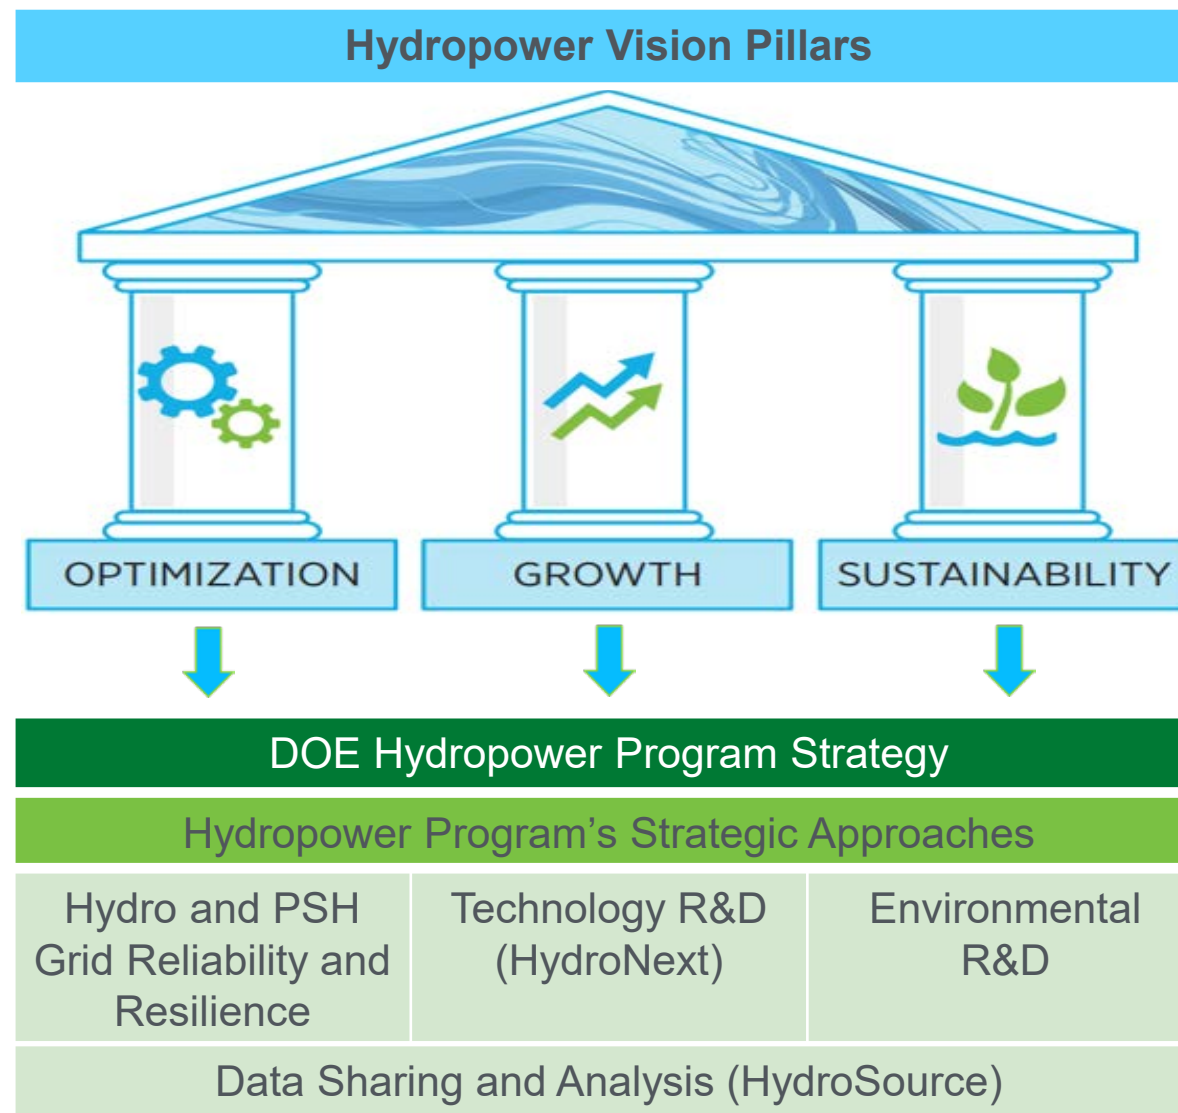 Hydropower Vision Pillars
OPTIMIZATION
GROWTH
SUSTAINABILITY
DOE Hydropower Program Strategy
Hydropower Program's Strategic Approaches
Hydro and PSH
Grid Reliability and
Resilience
Technology R&D
(HydroNext)
Environmental
R&D
Data Sharing and Analysis (HydroSource)